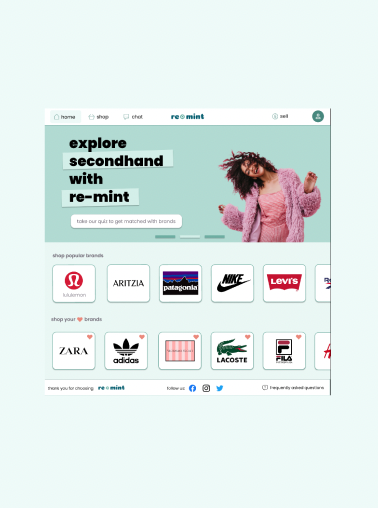 home
shop
chat
re mint
sell
explore
secondhand
with
re-mint
take our quiz to get matched with brands
shop popular brands
lululemon
ARITZIA
patagonia
NIKE
LEVI'S
shop your brands
ZARA
adidas
LACOSTE
FILA
thank you for choosing re mint
follow us:
frequently asked questions